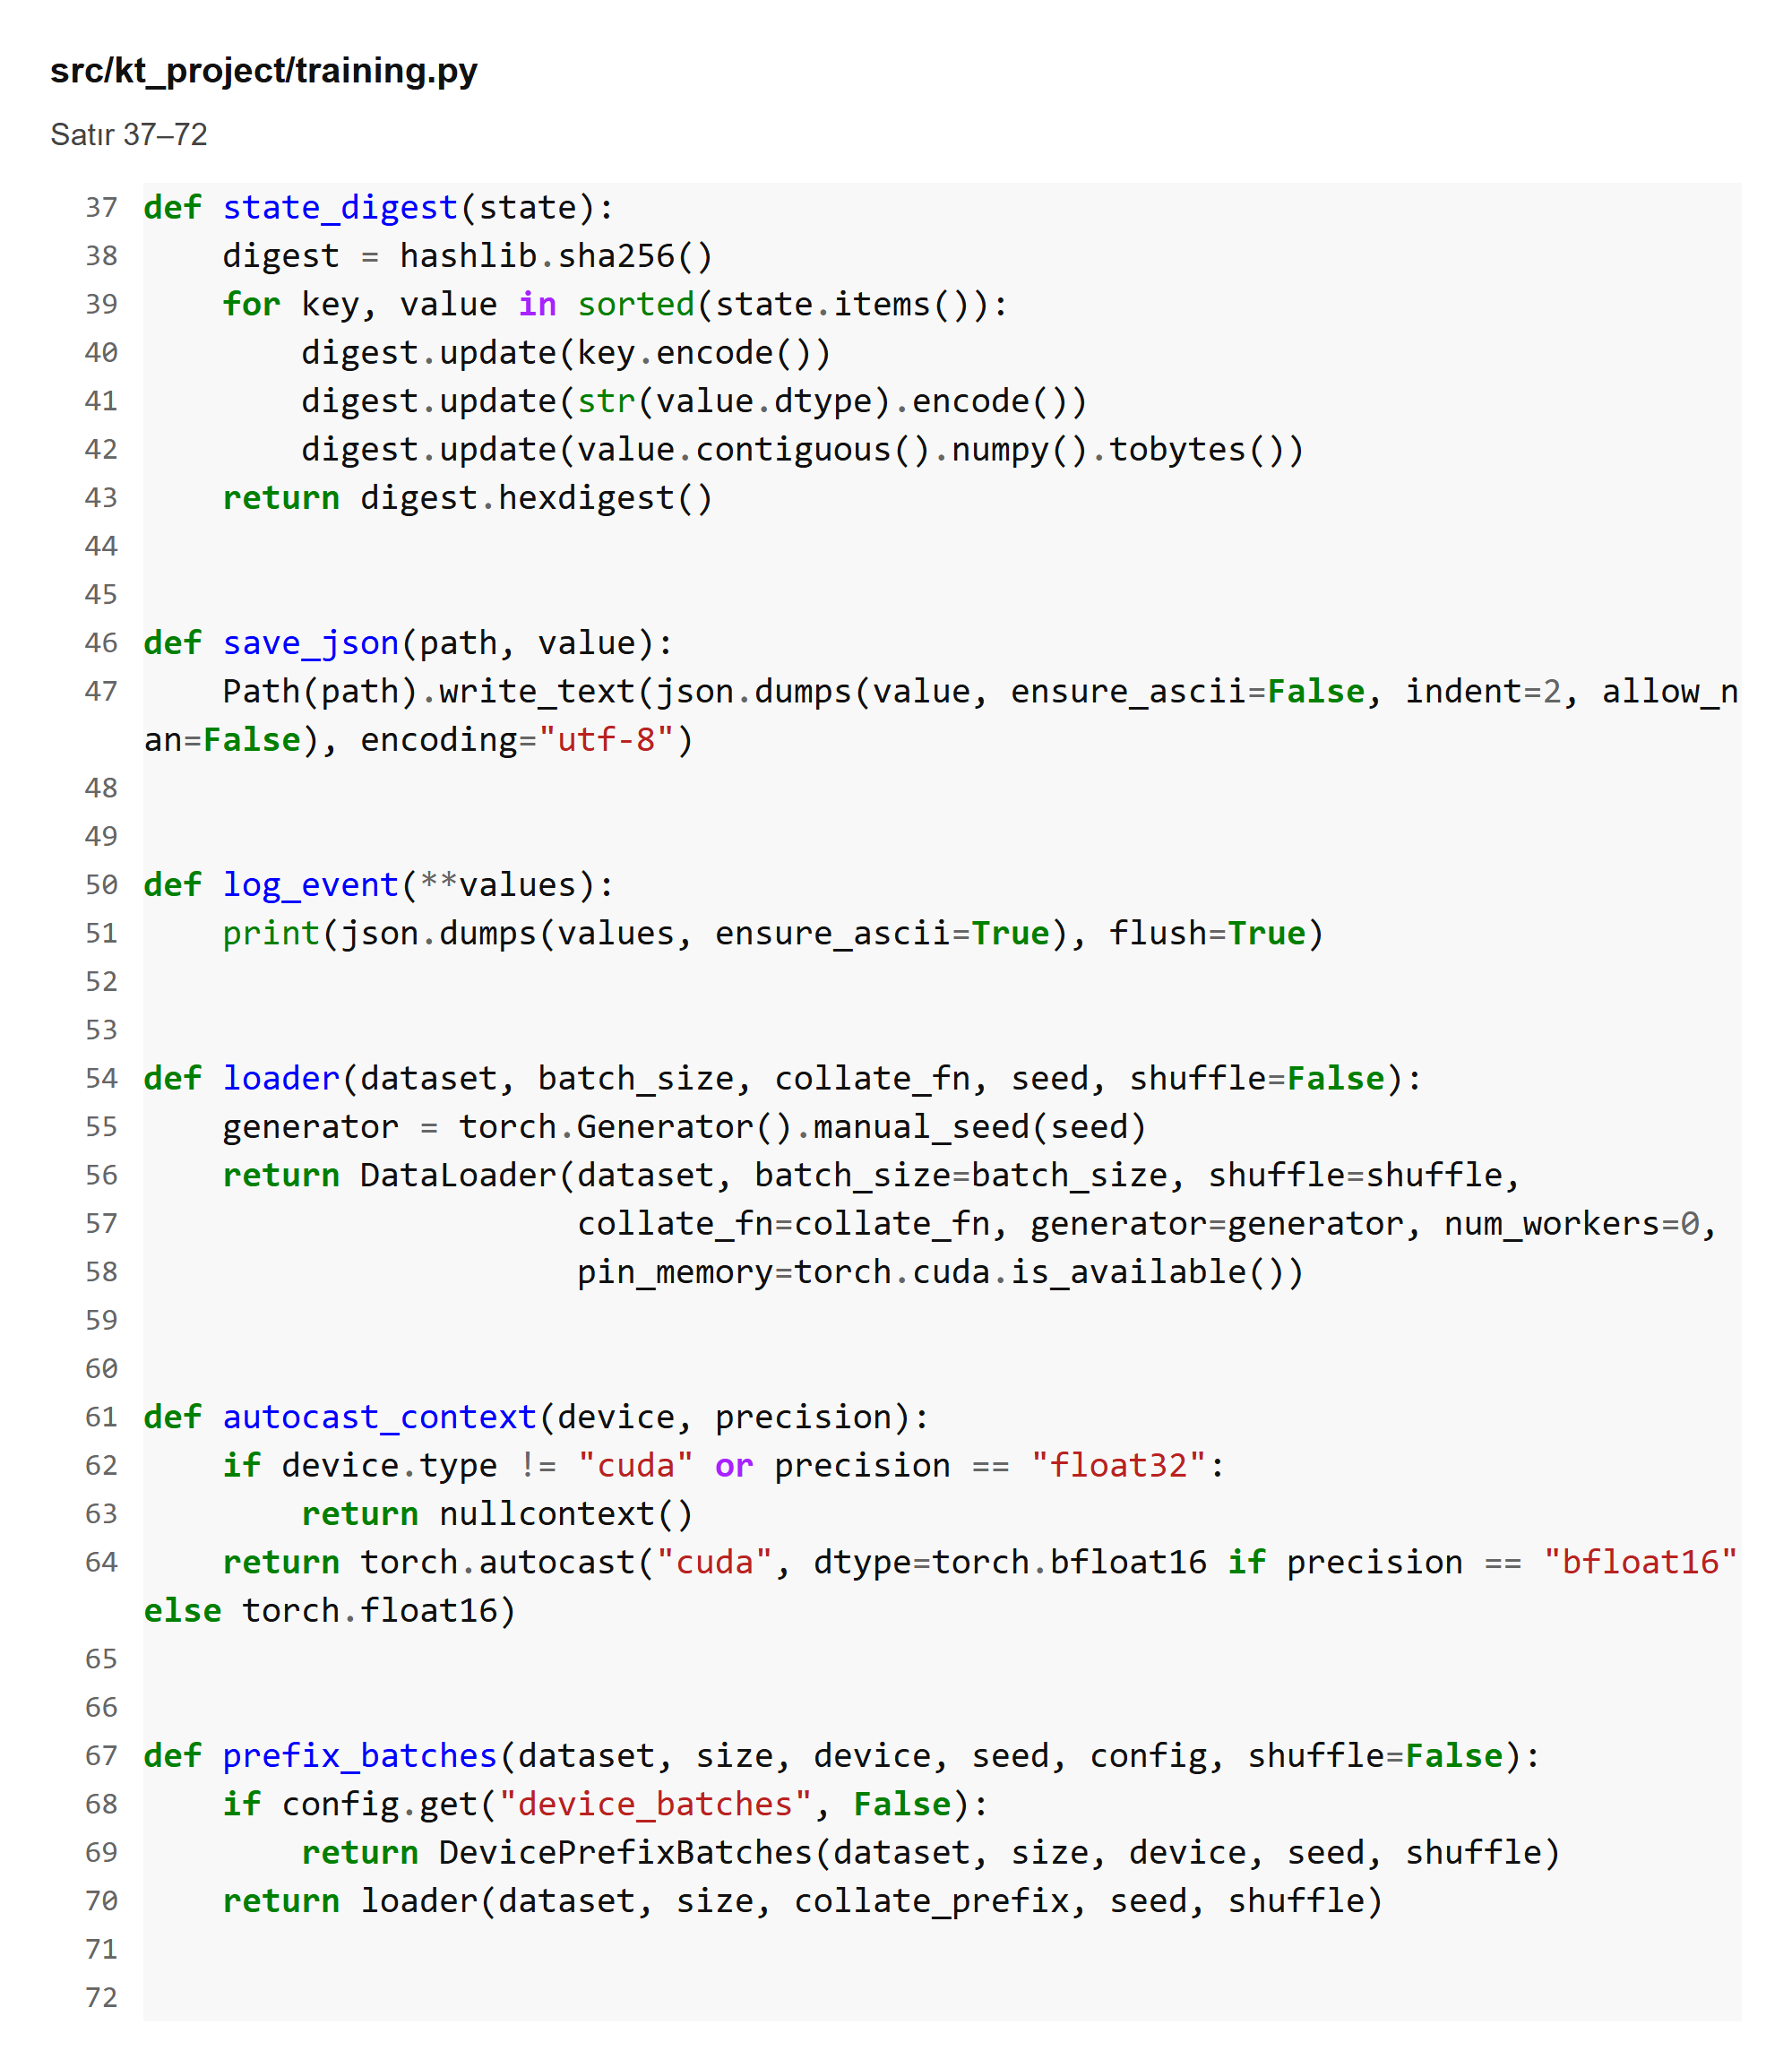 src/kt_project/training.py
Satır 37–72
37 def state_digest(state):
38     digest = hashlib.sha256()
39     for key, value in sorted(state.items()):
40         digest.update(key.encode())
41         digest.update(str(value.dtype).encode())
42         digest.update(value.contiguous().numpy().tobytes())
43     return digest.hexdigest()
44
45
46 def save_json(path, value):
47     Path(path).write_text(json.dumps(value, ensure_ascii=False, indent=2, allow_n
an=False), encoding="utf-8")
48
49
50 def log_event(**values):
51     print(json.dumps(values, ensure_ascii=True), flush=True)
52
53
54 def loader(dataset, batch_size, collate_fn, seed, shuffle=False):
55     generator = torch.Generator().manual_seed(seed)
56     return DataLoader(dataset, batch_size=batch_size, shuffle=shuffle,
57                       collate_fn=collate_fn, generator=generator, num_workers=0,
58                       pin_memory=torch.cuda.is_available())
59
60
61 def autocast_context(device, precision):
62     if device.type != "cuda" or precision == "float32":
63         return nullcontext()
64     return torch.autocast("cuda", dtype=torch.bfloat16 if precision == "bfloat16"
else torch.float16)
65
66
67 def prefix_batches(dataset, size, device, seed, config, shuffle=False):
68     if config.get("device_batches", False):
69         return DevicePrefixBatches(dataset, size, device, seed, shuffle)
70     return loader(dataset, size, collate_prefix, seed, shuffle)
71
72